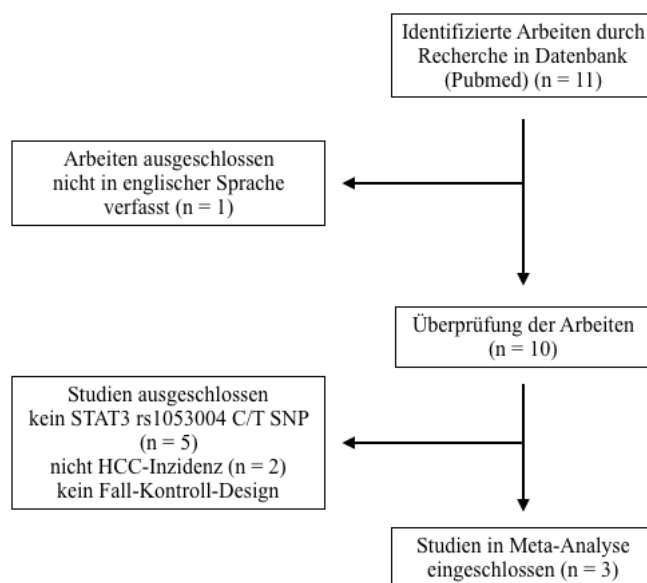 Identifizierte Arbeiten durch
Recherche in Datenbank
(Pubmed) (n = 11)
Arbeiten ausgeschlossen
nicht in englischer Sprache
verfasst (n = 1)
Überprüfung der Arbeiten
(n = 10)
Studien ausgeschlossen
kein STAT3 rs1053004 C/T SNP
(n = 5)
nicht HCC-Inzidenz (n = 2)
kein Fall-Kontroll-Design
Studien in Meta-Analyse
eingeschlossen (n = 3)